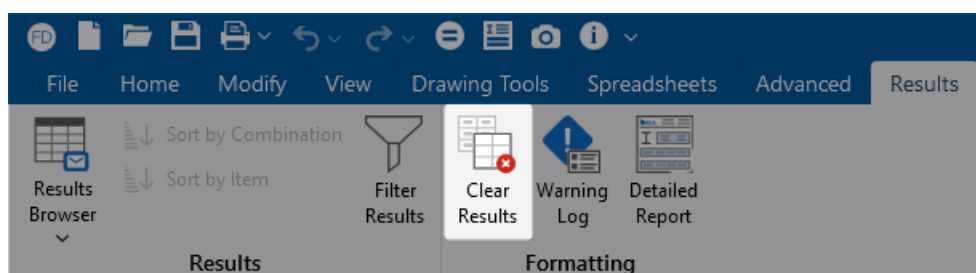 FD
File Home Modify View Drawing Tools Spreadsheets Advanced Results
Sort by Combination
Sort by Item
Results
Browser
Filter
Results
Clear
Results
Warning
Log
Detailed
Report
Results Formatting